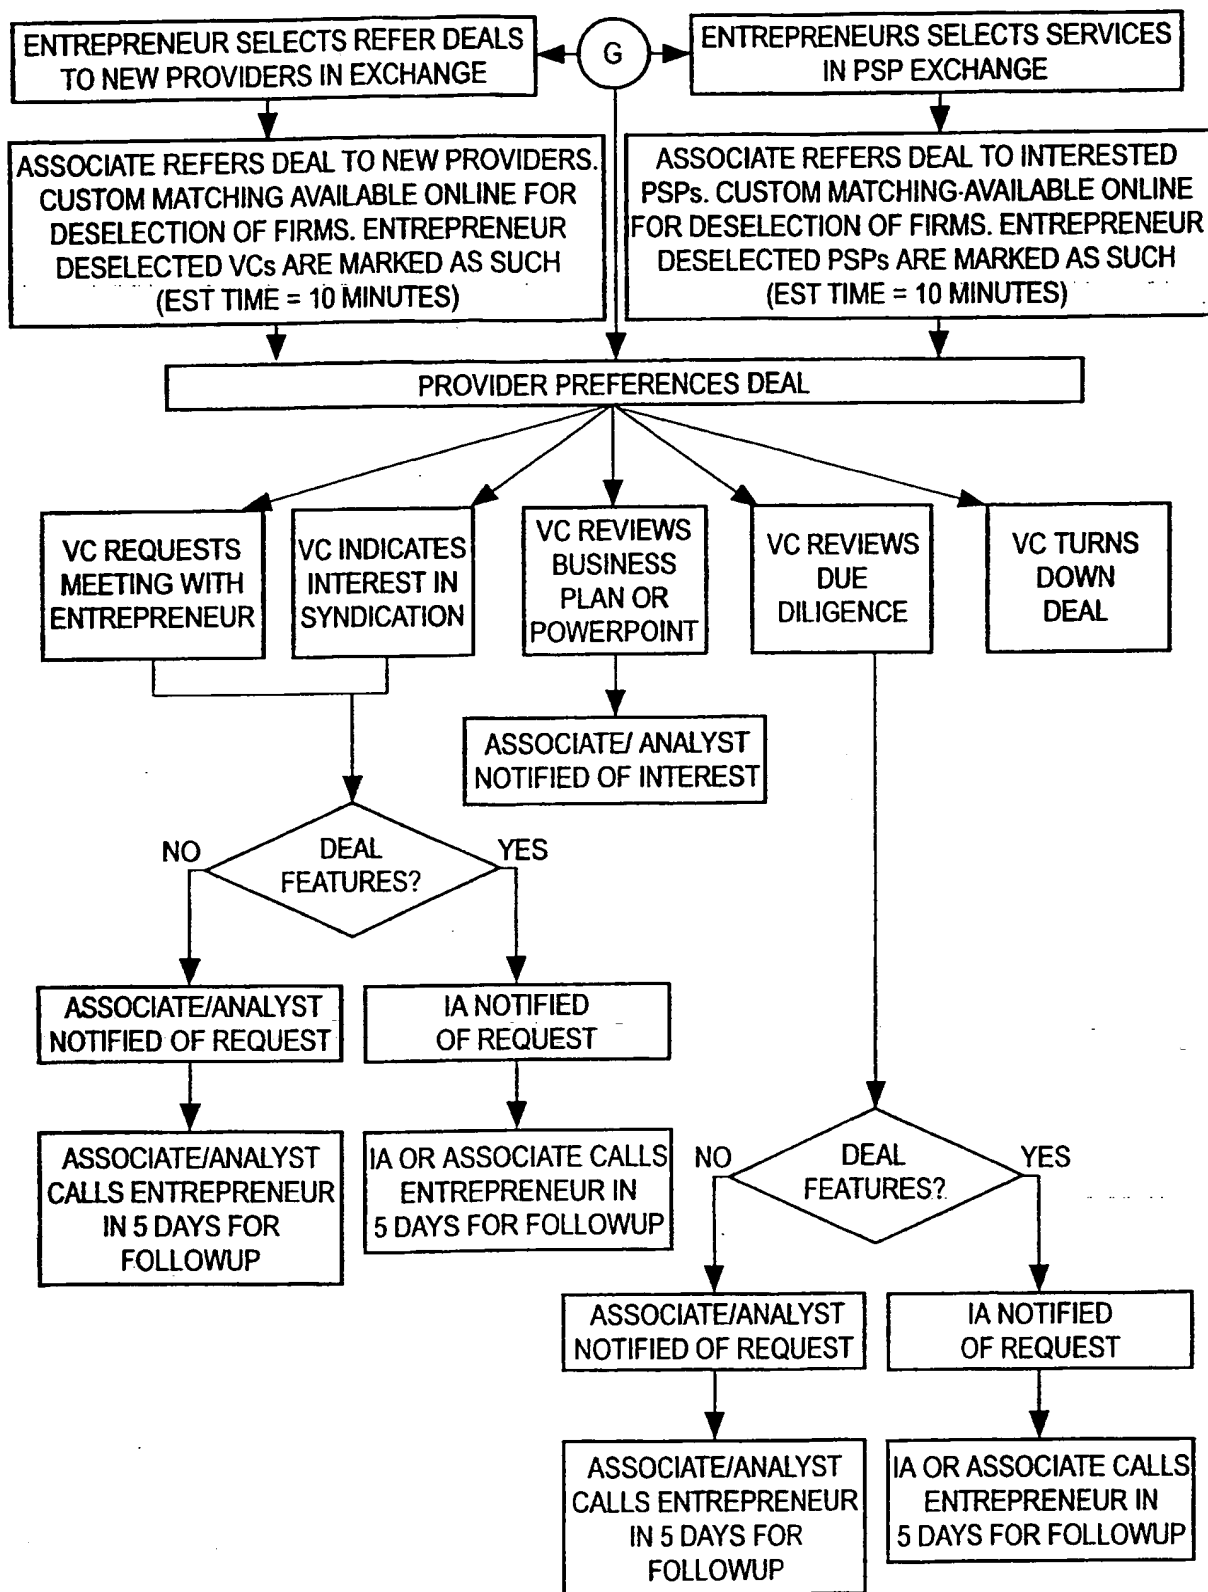 ENTREPRENEUR SELECTS REFER DEALS
TO NEW PROVIDERS IN EXCHANGE
G
ENTREPRENEURS SELECTS SERVICES
IN PSP EXCHANGE
ASSOCIATE REFERS DEAL TO NEW PROVIDERS.
CUSTOM MATCHING AVAILABLE ONLINE FOR
DESELECTION OF FIRMS. ENTREPRENEUR
DESELECTED VCs ARE MARKED AS SUCH
(EST TIME = 10 MINUTES)
ASSOCIATE REFERS DEAL TO INTERESTED
PSPs. CUSTOM MATCHING-AVAILABLE ONLINE
FOR DESELECTION OF FIRMS. ENTREPRENEUR
DESELECTED PSPs ARE MARKED AS SUCH
(EST TIME = 10 MINUTES)
PROVIDER PREFERENCES DEAL
VC REQUESTS
MEETING WITH
ENTREPRENEUR
VC INDICATES
INTEREST IN
SYNDICATION
VC REVIEWS
BUSINESS
PLAN OR
POWERPOINT
VC REVIEWS
DUE
DILIGENCE
VC TURNS
DOWN
DEAL
ASSOCIATE/ ANALYST
NOTIFIED OF INTEREST
NO
DEAL
FEATURES?
YES
ASSOCIATE/ANALYST
NOTIFIED OF REQUEST
IA NOTIFIED
OF REQUEST
ASSOCIATE/ANALYST
CALLS ENTREPRENEUR
IN 5 DAYS FOR
FOLLOWUP
IA OR ASSOCIATE CALLS
ENTREPRENEUR IN
5 DAYS FOR FOLLOWUP
NO
DEAL
FEATURES?
YES
ASSOCIATE/ANALYST
NOTIFIED OF REQUEST
IA NOTIFIED
OF REQUEST
ASSOCIATE/ANALYST
CALLS ENTREPRENEUR
IN 5 DAYS FOR
FOLLOWUP
IA OR ASSOCIATE CALLS
ENTREPRENEUR IN
5 DAYS FOR FOLLOWUP